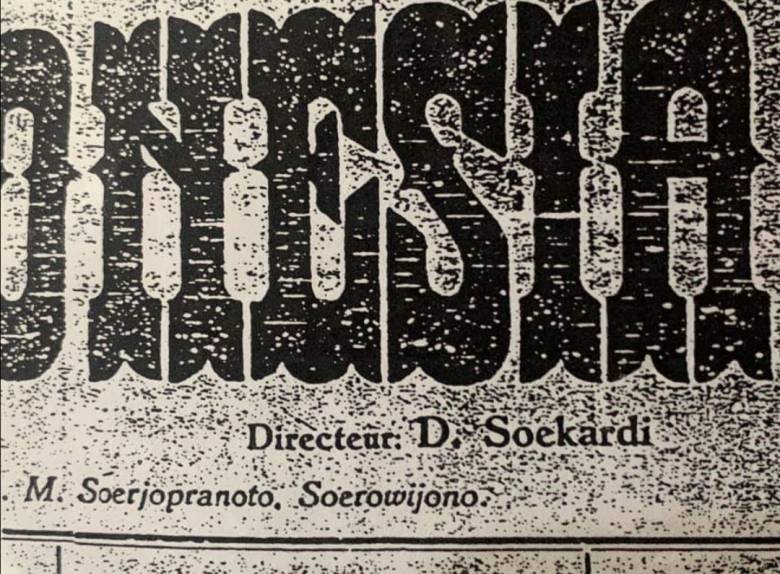 ONESIA
Directeur: D. Soekardi
. M. Soerjopranoto, Soerowijono.